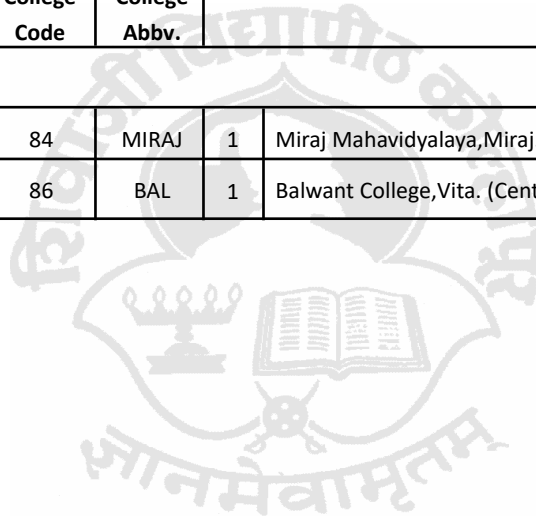 College College
Code Abbv.
84 MIRAJ 1 Miraj Mahavidyalaya,Miraj
86 BAL 1 Balwant College,Vita. (Cent
शिवाजी विद्यापीठ कोल्हापूर
ज्ञानमेवामृतम्